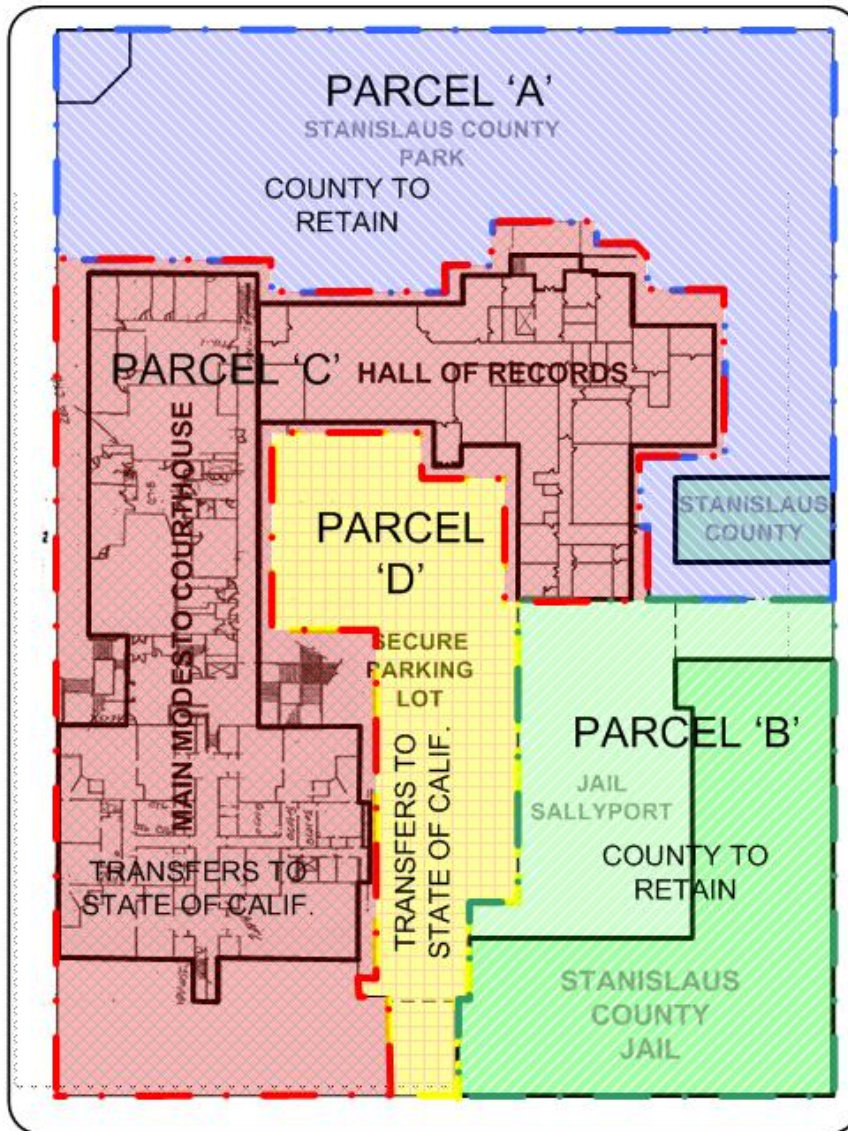 PARCEL 'A'
STANISLAUS COUNTY
PARK
COUNTY TO
RETAIN
PARCEL 'C'
HALL OF RECORDS
MAIN MODESTO COURTHOUSE
STANISLAUS
COUNTY
PARCEL
'D'
SECURE
PARKING
LOT
TRANSFERS TO
STATE OF CALIF.
PARCEL 'B'
JAIL
SALLYPORT
COUNTY TO
RETAIN
TRANSFERS TO
STATE OF CALIF.
STANISLAUS
COUNTY
JAIL